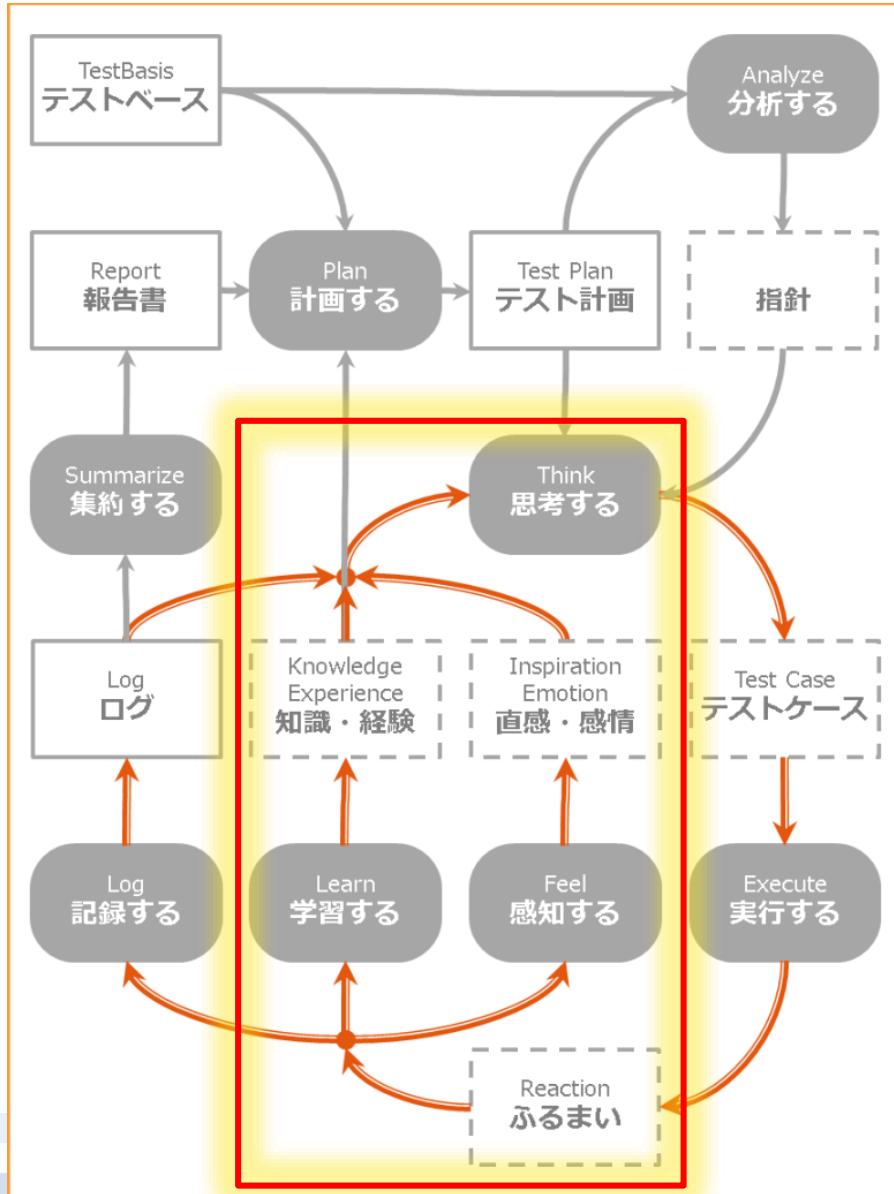 TestBasis
テストベース
Analyze
分析する
Report
報告書
Plan
計画する
Test Plan
テスト計画
指針
Summarize
集約する
Think
思考する
Log
ログ
Knowledge
Experience
知識・経験
Inspiration
Emotion
直感・感情
Test Case
テストケース
Log
記録する
Learn
学習する
Feel
感知する
Execute
実行する
Reaction
ふるまい